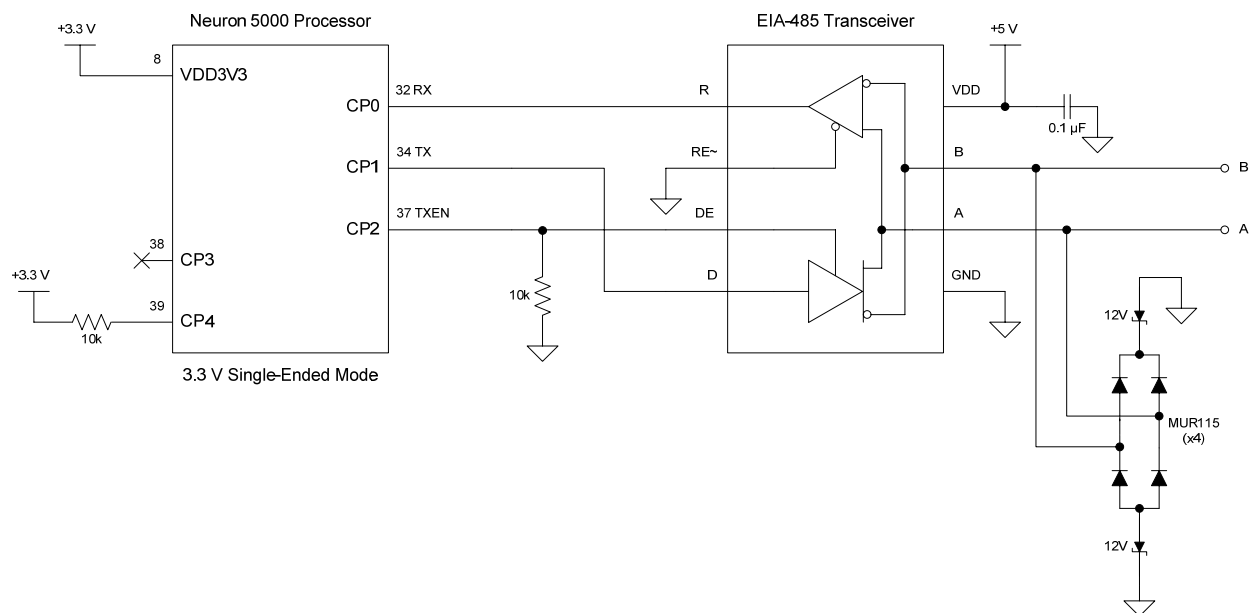 Neuron 5000 Processor
EIA-485 Transceiver
+3.3 V
+5 V
8
VDD3V3
CP0
32 RX
R
VDD
0.1 µF
CP1
34 TX
RE~
B
B
CP2
37 TXEN
DE
A
A
38
CP3
10k
D
GND
+3.3 V
39
CP4
10k
12V
3.3 V Single-Ended Mode
MUR115
(x4)
12V